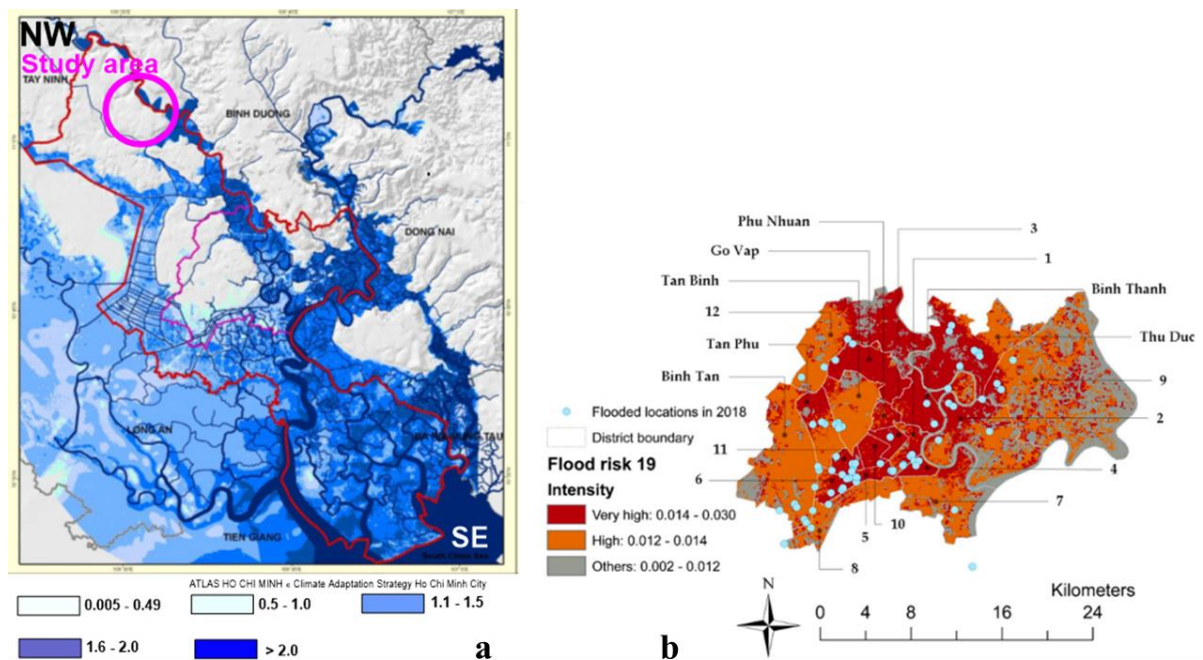 NW
Study area
TAY NINH
BINH DUONG
DONG NAI
LONG AN
TIEN GIANG
SE
ATLAS HO CHI MINH « Climate Adaptation Strategy Ho Chi Minh City
0.005 - 0.49
0.5 - 1.0
1.1 - 1.5
1.6 - 2.0
> 2.0
a
Phu Nhuan
3
Go Vap
1
Tan Binh
Binh Thanh
12
Thu Duc
Tan Phu
Binh Tan
9
2
11
4
6
7
10
5
8
Flooded locations in 2018
District boundary
Flood risk 19
Intensity
Very high: 0.014 - 0.030
High: 0.012 - 0.014
Others: 0.002 - 0.012
N
Kilometers
0 4 8 12 16 24
b